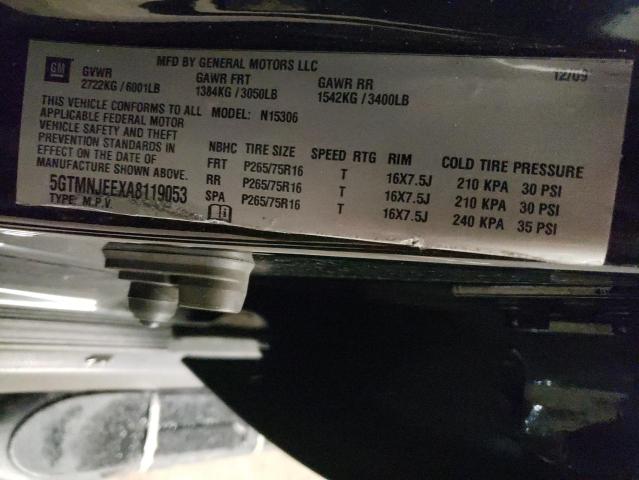 GM
MFD BY GENERAL MOTORS LLC 12/09
GVWR GAWR FRT GAWR RR
2722KG / 6001LB 1384KG / 3050LB 1542KG / 3400LB
THIS VEHICLE CONFORMS TO ALL MODEL: N15306
APPLICABLE FEDERAL MOTOR
VEHICLE SAFETY AND THEFT
PREVENTION STANDARDS IN
EFFECT ON THE DATE OF
MANUFACTURE SHOWN ABOVE.
5GTMNJEEXA8119053
TYPE: M.P.V.
NBHC TIRE SIZE SPEED RTG RIM COLD TIRE PRESSURE
FRT P265/75R16 T 16X7.5J 210 KPA 30 PSI
RR P265/75R16 T 16X7.5J 210 KPA 30 PSI
SPA P265/75R16 T 16X7.5J 240 KPA 35 PSI